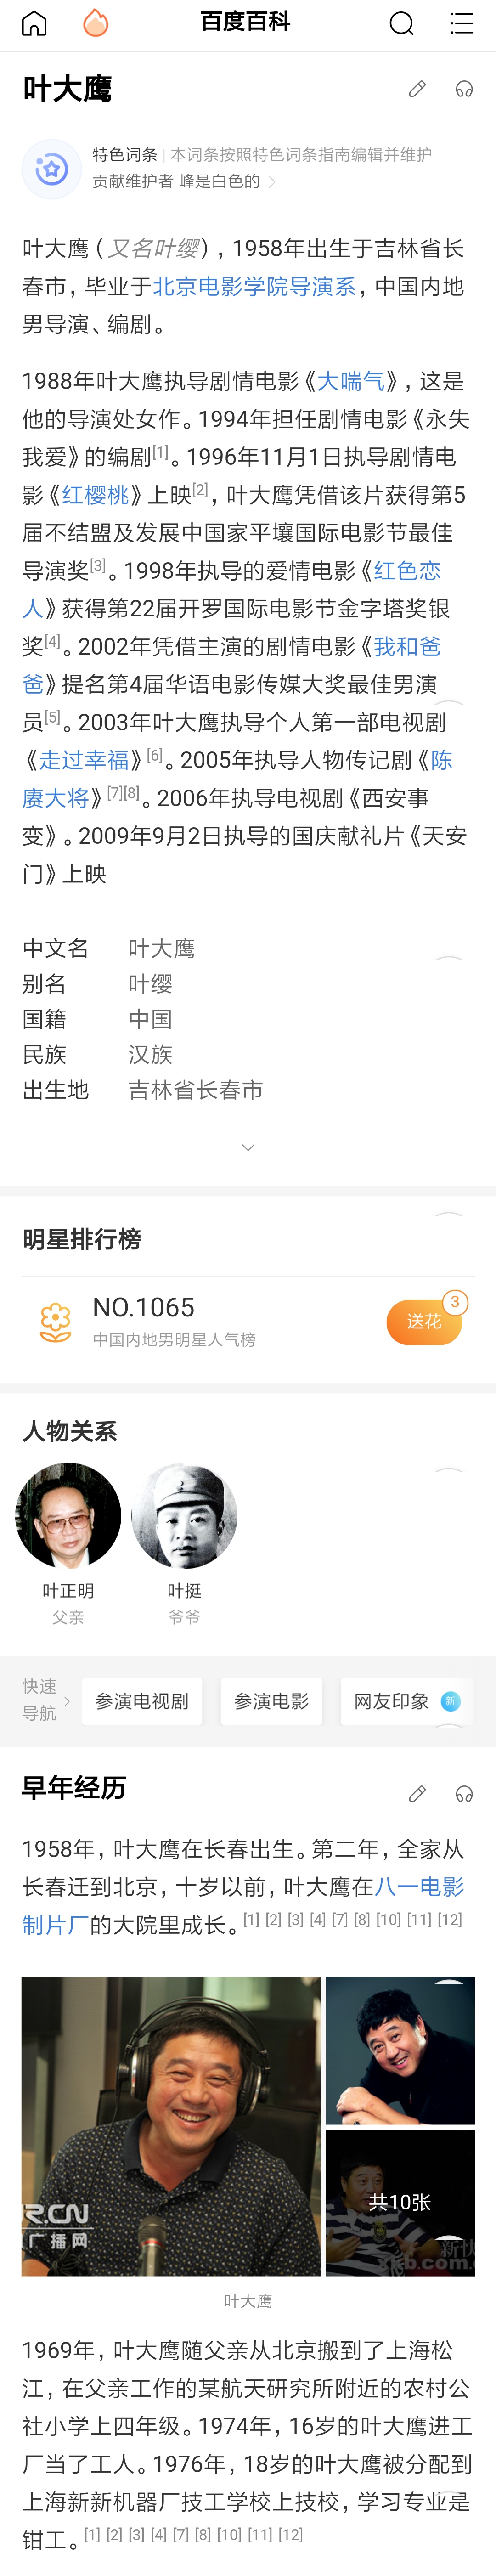 百度百科
叶大鹰
特色词条 | 本词条按照特色词条指南编辑并维护
贡献维护者 峰是白色的
叶大鹰（又名叶缨），1958年出生于吉林省长
春市，毕业于北京电影学院导演系，中国内地
男导演、编剧。
1988年叶大鹰执导剧情电影《大喘气》，这是
他的导演处女作。1994年担任剧情电影《永失
我爱》的编剧[1]。1996年11月1日执导剧情电
影《红樱桃》上映[2]，叶大鹰凭借该片获得第5
届不结盟及发展中国家平壤国际电影节最佳
导演奖[3]。1998年执导的爱情电影《红色恋
人》获得第22届开罗国际电影节金字塔奖银
奖[4]。2002年凭借主演的剧情电影《我和爸
爸》提名第4届华语电影传媒大奖最佳男演
员[5]。2003年叶大鹰执导个人第一部电视剧
《走过幸福》[6]。2005年执导人物传记剧《陈
赓大将》[7][8]。2006年执导电视剧《西安事
变》。2009年9月2日执导的国庆献礼片《天安
门》上映
中文名 叶大鹰
别名 叶缨
国籍 中国
民族 汉族
出生地 吉林省长春市
明星排行榜
NO.1065
中国内地男明星人气榜
送花
3
人物关系
叶正明
父亲
叶挺
爷爷
快速
导航
参演电视剧
参演电影
网友印象 新
早年经历
1958年，叶大鹰在长春出生。第二年，全家从
长春迁到北京，十岁以前，叶大鹰在八一电影
制片厂的大院里成长。[1] [2] [3] [4] [7] [8] [10] [11] [12]
R.CN
广播网
共10张
新快
xkb.com.c
叶大鹰
1969年，叶大鹰随父亲从北京搬到了上海松
江，在父亲工作的某航天研究所附近的农村公
社小学上四年级。1974年，16岁的叶大鹰进工
厂当了工人。1976年，18岁的叶大鹰被分配到
上海新新机器厂技工学校上技校，学习专业是
钳工。[1] [2] [3] [4] [7] [8] [10] [11] [12]